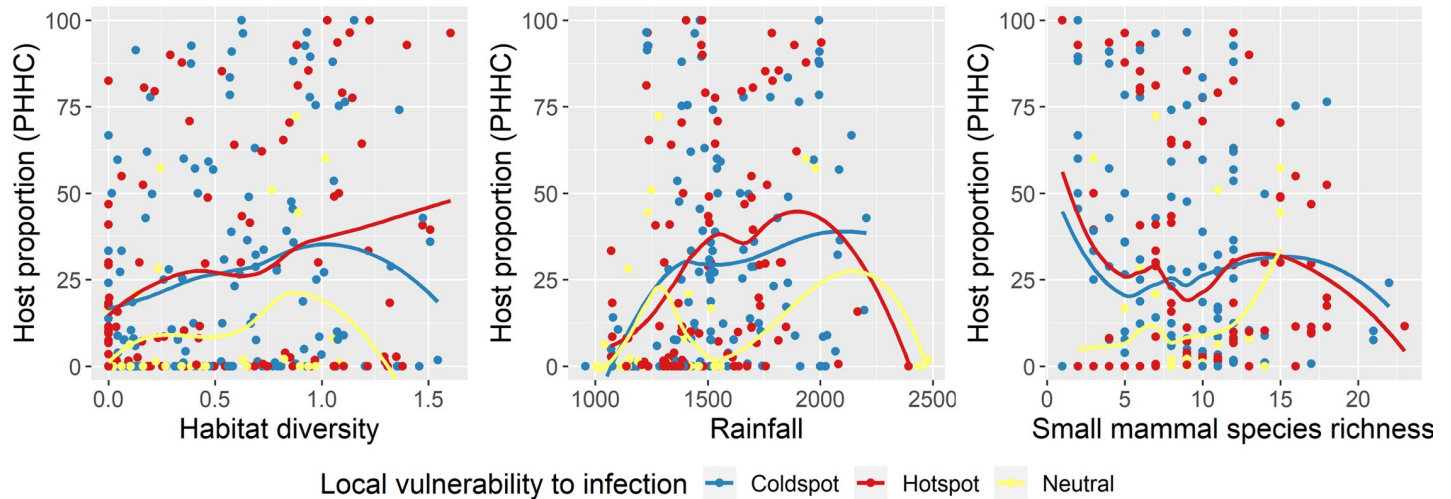 Host proportion (PHHC)
100
75
50
25
0
0.0 0.5 1.0 1.5
Habitat diversity
Host proportion (PHHC)
100
75
50
25
0
1000 1500 2000 2500
Rainfall
Host proportion (PHHC)
100
75
50
25
0
0 5 10 15 20
Small mammal species richness
Local vulnerability to infection Coldspot Hotspot Neutral